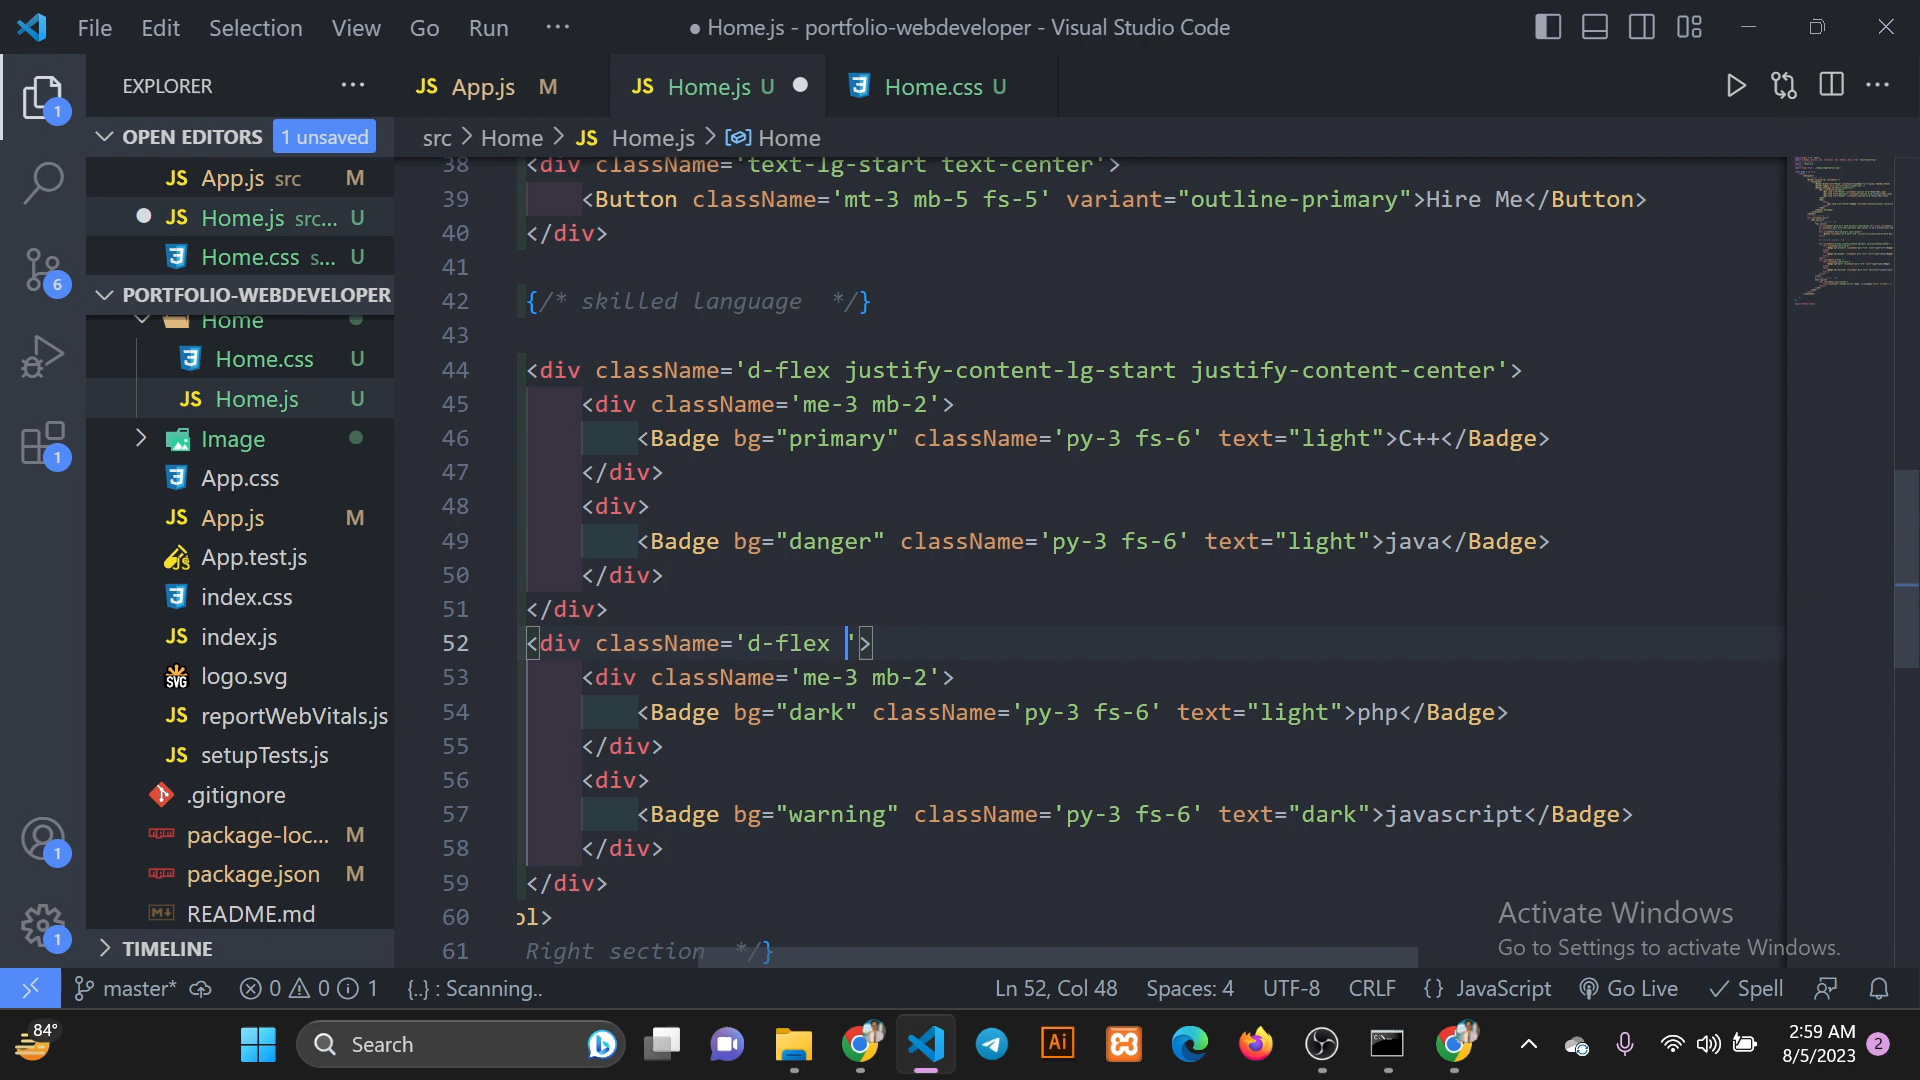 File Edit Selection View Go Run ··· ● Home.js - portfolio-webdeveloper - Visual Studio Code
EXPLORER ···
JS App.js M
JS Home.js U
Home.css U
OPEN EDITORS 1 unsaved
JS App.js src M
JS Home.js src... U
Home.css s... U
PORTFOLIO-WEBDEVELOPER
Home
Home.css U
JS Home.js U
Image
App.css
JS App.js M
App.test.js
index.css
JS index.js
SVG logo.svg
JS reportWebVitals.js
JS setupTests.js
.gitignore
package-loc... M
package.json M
README.md
TIMELINE
src > Home > JS Home.js > Home
38 <div className='text-lg-start text-center'>
39 <Button className='mt-3 mb-5 fs-5' variant="outline-primary">Hire Me</Button>
40 </div>
41
42 {/* skilled language  */}
43
44 <div className='d-flex justify-content-lg-start justify-content-center'>
45 <div className='me-3 mb-2'>
46 <Badge bg="primary" className='py-3 fs-6' text="light">C++</Badge>
47 </div>
48 <div>
49 <Badge bg="danger" className='py-3 fs-6' text="light">java</Badge>
50 </div>
51 </div>
52 <div className='d-flex '>
53 <div className='me-3 mb-2'>
54 <Badge bg="dark" className='py-3 fs-6' text="light">php</Badge>
55 </div>
56 <div>
57 <Badge bg="warning" className='py-3 fs-6' text="dark">javascript</Badge>
58 </div>
59 </div>
60 ol>
61 Right section  */}
Activate Windows
Go to Settings to activate Windows.
master* 0 0 1 {..} : Scanning.. Ln 52, Col 48 Spaces: 4 UTF-8 CRLF {} JavaScript Go Live Spell
84° Search Ai 2:59 AM
8/5/2023 2
1
6
1
1
1